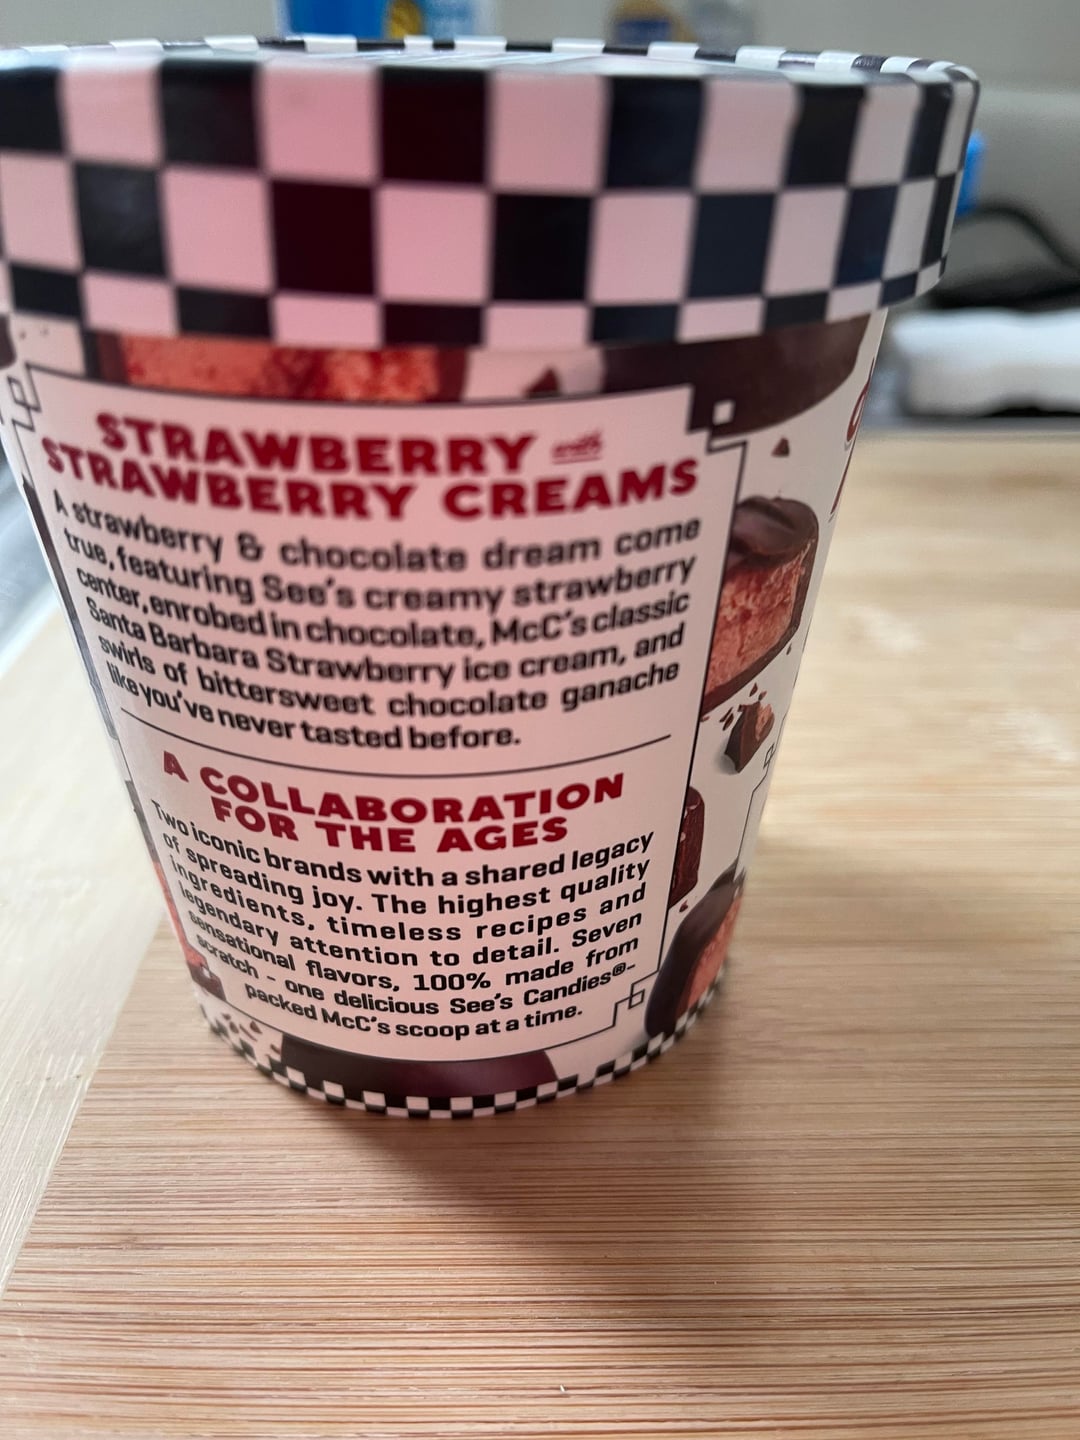 STRAWBERRY with
STRAWBERRY CREAMS
A strawberry & chocolate dream come
true, featuring See's creamy strawberry
center, enrobed in chocolate, McC's classic
Santa Barbara Strawberry ice cream, and
swirls of bittersweet chocolate ganache
like you've never tasted before.
A COLLABORATION
FOR THE AGES
Two iconic brands with a shared legacy
of spreading joy. The highest quality
ingredients, timeless recipes and
legendary attention to detail. Seven
sensational flavors, 100% made from
scratch - one delicious See's Candies®-
packed McC's scoop at a time.